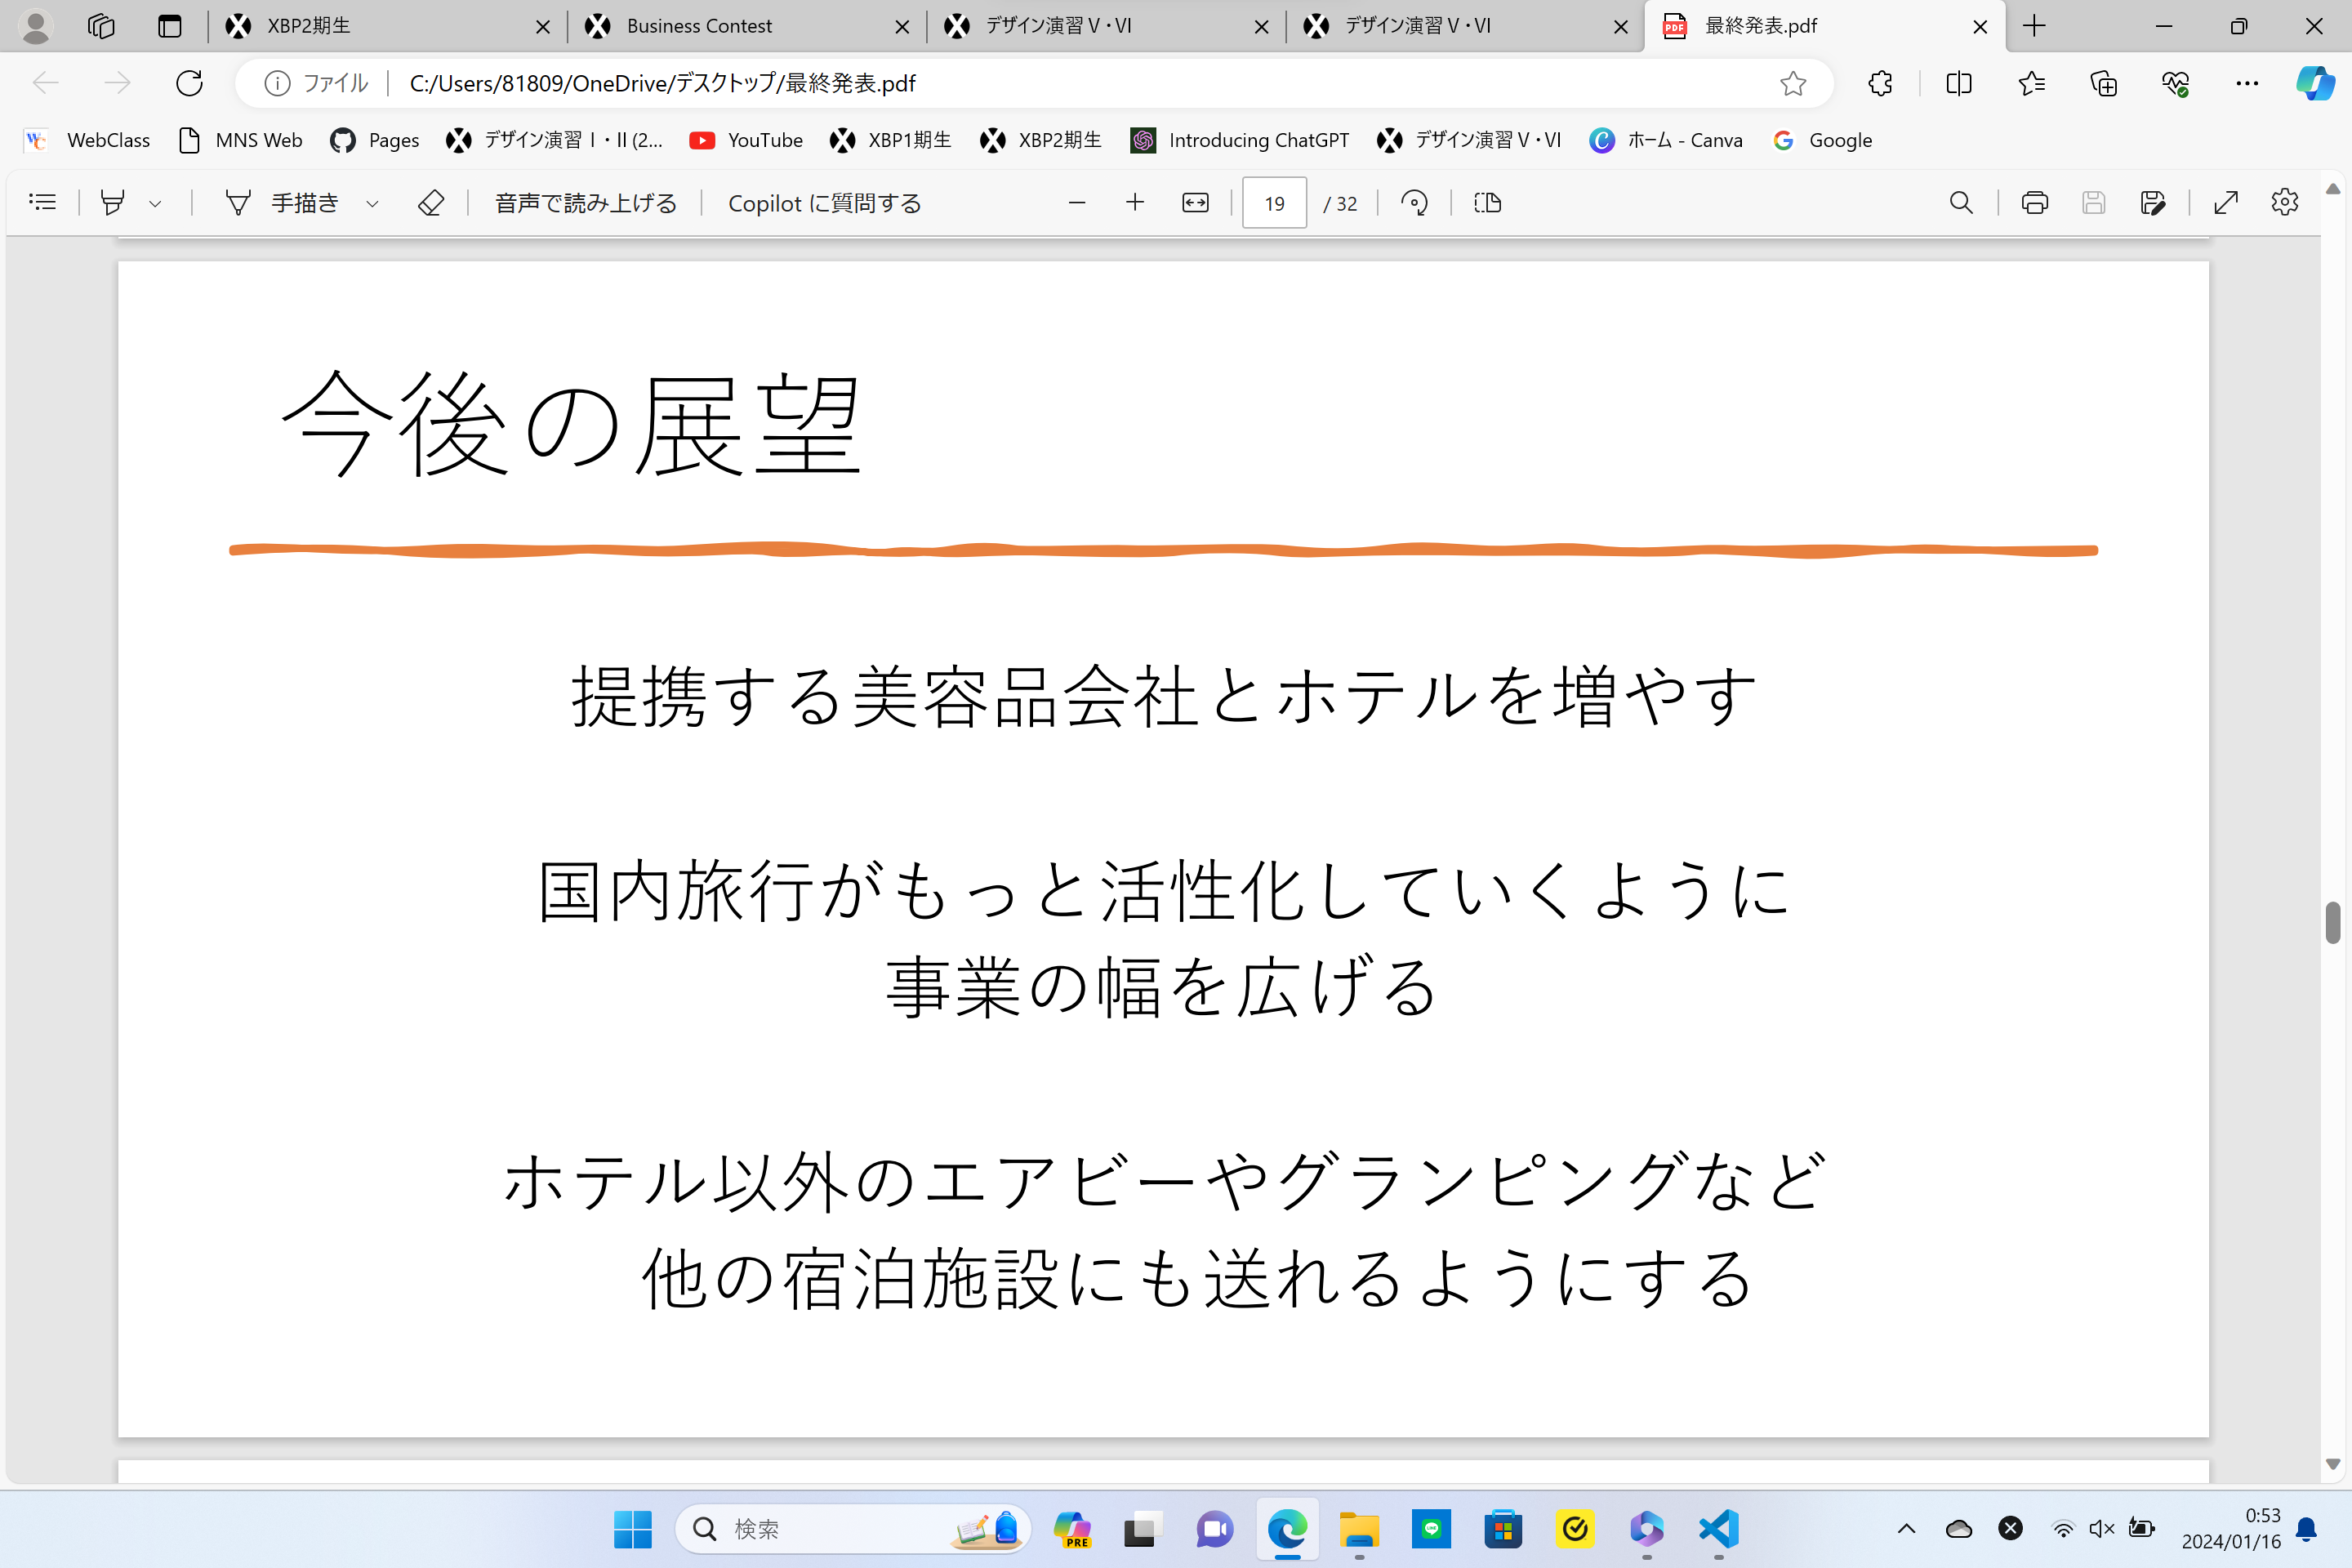 XBP2期生
Business Contest
デザイン演習Ⅴ・Ⅵ
デザイン演習Ⅴ・Ⅵ
最終発表.pdf
ファイル
C:/Users/81809/OneDrive/デスクトップ/最終発表.pdf
WebClass
MNS Web
Pages
デザイン演習Ⅰ・Ⅱ(2...
YouTube
XBP1期生
XBP2期生
Introducing ChatGPT
デザイン演習Ⅴ・Ⅵ
ホーム - Canva
Google
手描き
音声で読み上げる
Copilot に質問する
19
/ 32
今後の展望
提携する美容品会社とホテルを増やす
国内旅行がもっと活性化していくように
事業の幅を広げる
ホテル以外のエアビーやグランピングなど
他の宿泊施設にも送れるようにする
検索
PRE
0:53
2024/01/16